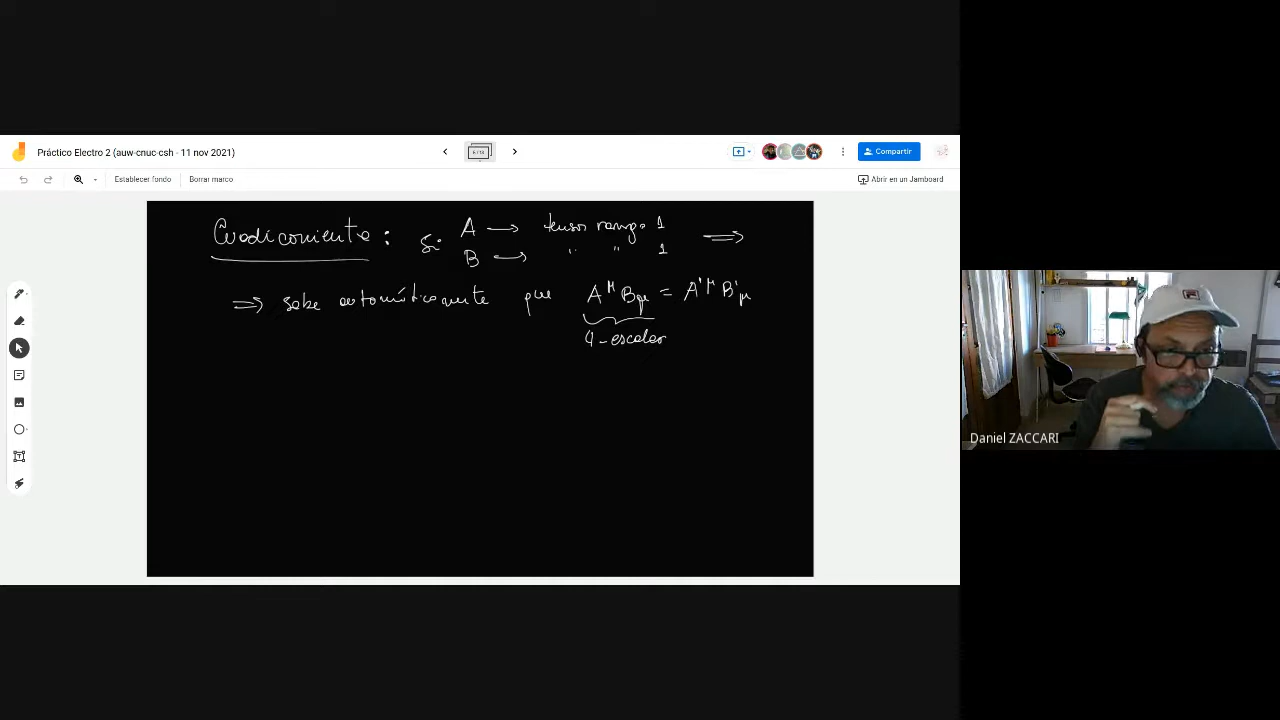 Práctico Electro 2 (auw-cnuc-csh - 11 nov 2021)
Compartir
Establecer fondo
Borrar marco
Abrir en un Jamboard
Cuadricorriente : Si A → tensor rango 1 ⟹
B → " " 1
⟹ sabe automáticamente que A^μ B_μ = A'^μ B'_μ
4-escalar
Daniel ZACCARI